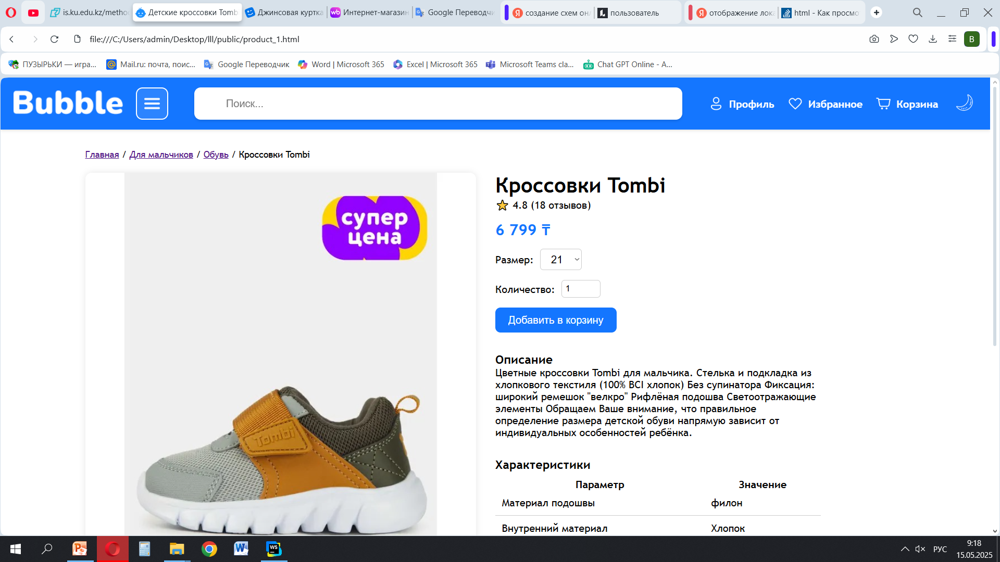 is.ku.edu.kz/metho
Детские кроссовки Tomb
Джинсовая куртка
Интернет-магазин
Google Переводчи
создание схем онл
пользователь
отображение лока
html - Как просмо
file:///C:/Users/admin/Desktop/lll/public/product_1.html
B
ПУЗЫРЬКИ — игра...
Mail.ru: почта, поис...
Google Переводчик
Word | Microsoft 365
Excel | Microsoft 365
Microsoft Teams cla...
Chat GPT Online - A...
Bubble
Поиск...
Профиль
Избранное
Корзина
Главная / Для мальчиков / Обувь / Кроссовки Tombi
супер
цена
Tombi
Кроссовки Tombi
4.8 (18 отзывов)
6 799 ₸
Размер: 21
Количество: 1
Добавить в корзину
Описание
Цветные кроссовки Tombi для мальчика. Стелька и подкладка из
хлопкового текстиля (100% BCI хлопок) Без супинатора Фиксация:
широкий ремешок "велкро" Рифлёная подошва Светоотражающие
элементы Обращаем Ваше внимание, что правильное
определение размера детской обуви напрямую зависит от
индивидуальных особенностей ребёнка.
Характеристики
Параметр Значение
Материал подошвы филон
Внутренний материал Хлопок
РУС
9:18
15.05.2025